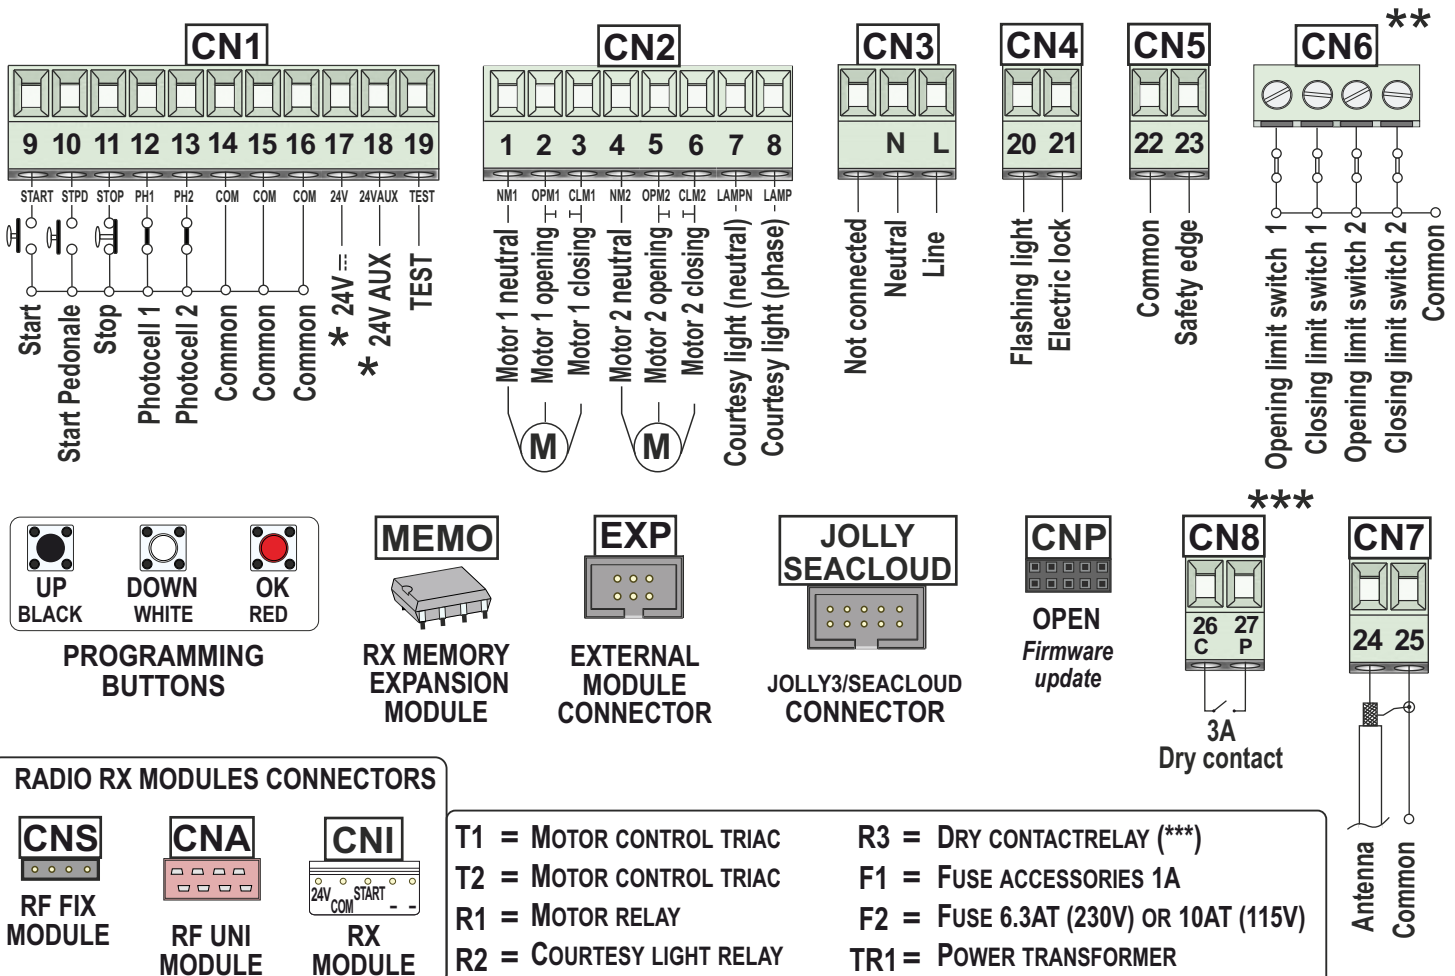 CN1
9 10 11 12 13 14 15 16 17 18 19
START STPD STOP PH1 PH2 COM COM COM 24V 24VAUX TEST
Start
Start Pedonale
Stop
Photocell 1
Photocell 2
Common
Common
Common
* 24V
* 24V AUX
TEST
CN2
1 2 3 4 5 6 7 8
NM1 OPM1 CLM1 NM2 OPM2 CLM2 LAMPN LAMP
Motor 1 neutral
Motor 1 opening
Motor 1 closing
Motor 2 neutral
Motor 2 opening
Motor 2 closing
Courtesy light (neutral)
Courtesy light (phase)
M
M
CN3
N L
Not connected
Neutral
Line
CN4
20 21
Flashing light
Electric lock
CN5
22 23
Common
Safety edge
CN6 **
Opening limit switch 1
Closing limit switch 1
Opening limit switch 2
Closing limit switch 2
Common
UP
BLACK
DOWN
WHITE
OK
RED
PROGRAMMING
BUTTONS
MEMO
RX MEMORY
EXPANSION
MODULE
EXP
EXTERNAL
MODULE
CONNECTOR
JOLLY
SEACLOUD
JOLLY3/SEACLOUD
CONNECTOR
CNP
OPEN
Firmware
update
***
CN8
26 27
C P
3A
Dry contact
CN7
24 25
Antenna
Common
RADIO RX MODULES CONNECTORS
CNS
RF FIX
MODULE
CNA
RF UNI
MODULE
CNI
24V COM START - -
RX
MODULE
T1 = MOTOR CONTROL TRIAC
T2 = MOTOR CONTROL TRIAC
R1 = MOTOR RELAY
R2 = COURTESY LIGHT RELAY
R3 = DRY CONTACTRELAY (***)
F1 = FUSE ACCESSORIES 1A
F2 = FUSE 6.3AT (230V) OR 10AT (115V)
TR1 = POWER TRANSFORMER